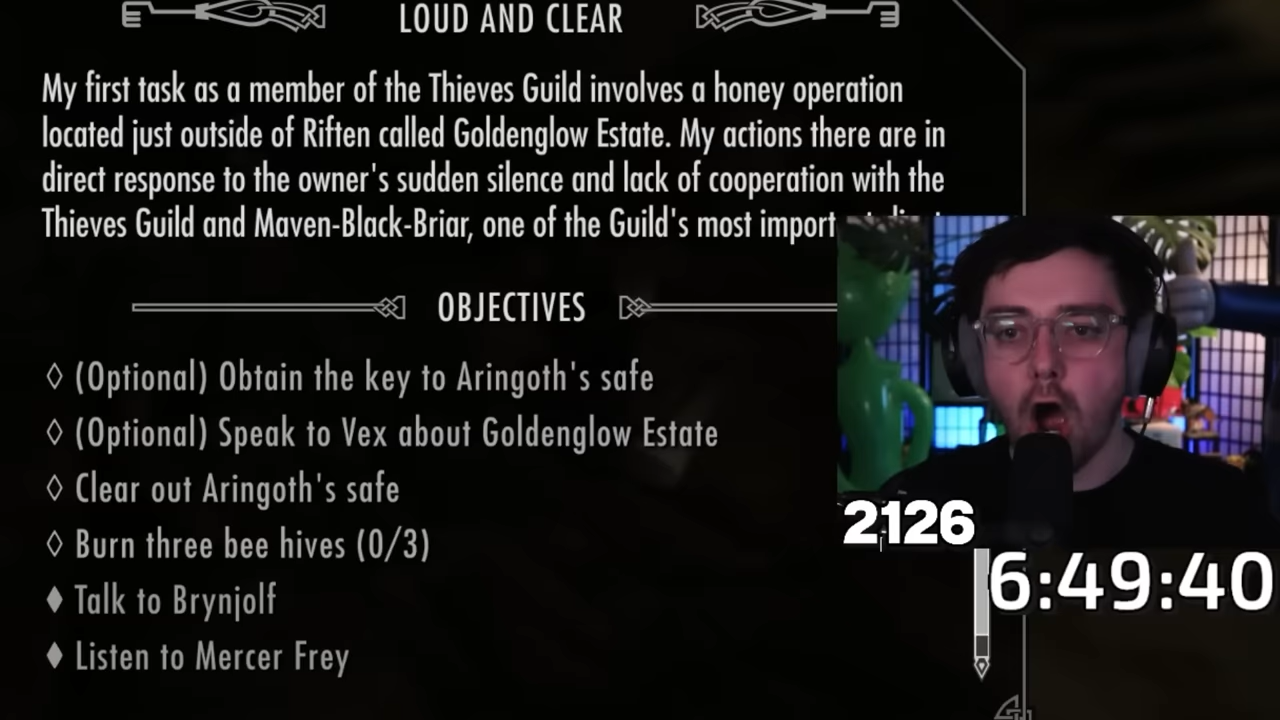 LOUD AND CLEAR
My first task as a member of the Thieves Guild involves a honey operation
located just outside of Riften called Goldenglow Estate. My actions there are in
direct response to the owner's sudden silence and lack of cooperation with the
Thieves Guild and Maven-Black-Briar, one of the Guild's most
OBJECTIVES
(Optional) Obtain the key to Aringoth's safe
(Optional) Speak to Vex about Goldenglow Estate
Clear out Aringoth's safe
Burn three bee hives (0/3)
Talk to Brynjolf
Listen to Mercer Frey
2126
6:49:40